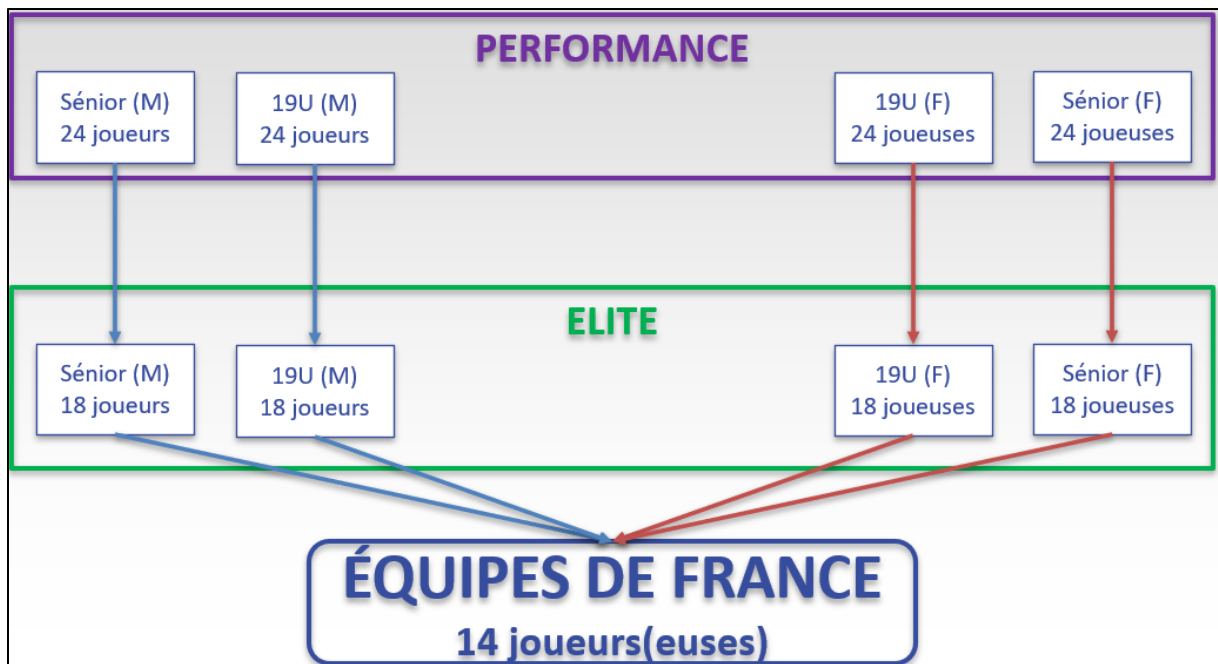 PERFORMANCE
Sénior (M)
24 joueurs
19U (M)
24 joueurs
19U (F)
24 joueuses
Sénior (F)
24 joueuses
ELITE
Sénior (M)
18 joueurs
19U (M)
18 joueurs
19U (F)
18 joueuses
Sénior (F)
18 joueuses
ÉQUIPES DE FRANCE
14 joueurs(euses)